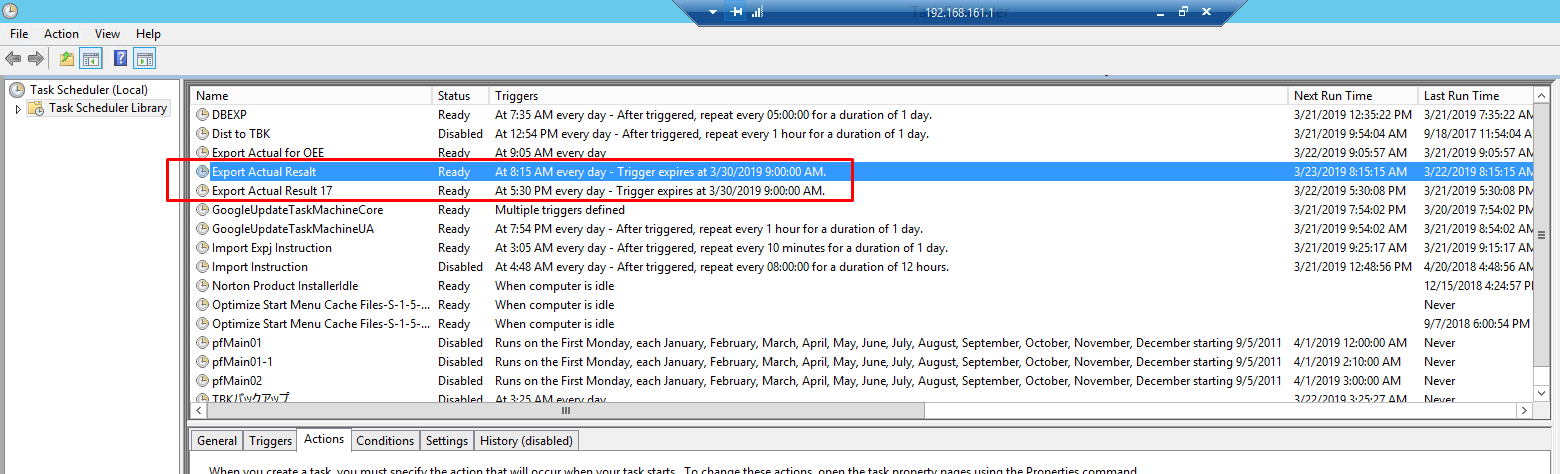 192.168.161.1
File Action View Help
Task Scheduler (Local)
Task Scheduler Library
Name Status Triggers Next Run Time Last Run Time
DBEXP Ready At 7:35 AM every day - After triggered, repeat every 05:00:00 for a duration of 1 day. 3/21/2019 12:35:22 PM 3/21/2019 7:35:22 AM
Dist to TBK Disabled At 12:54 PM every day - After triggered, repeat every 1 hour for a duration of 1 day. 3/21/2019 9:54:04 AM 9/18/2017 11:54:04 A
Export Actual for OEE Ready At 9:05 AM every day 3/22/2019 9:05:57 AM 3/21/2019 9:05:57 AM
Export Actual Resalt Ready At 8:15 AM every day - Trigger expires at 3/30/2019 9:00:00 AM. 3/23/2019 8:15:15 AM 3/22/2019 8:15:15 AM
Export Actual Result 17 Ready At 5:30 PM every day - Trigger expires at 3/30/2019 9:00:00 AM. 3/22/2019 5:30:08 PM 3/21/2019 5:30:08 PM
GoogleUpdateTaskMachineCore Ready Multiple triggers defined 3/21/2019 7:54:02 PM 3/20/2019 7:54:02 PM
GoogleUpdateTaskMachineUA Ready At 7:54 PM every day - After triggered, repeat every 1 hour for a duration of 1 day. 3/21/2019 9:54:02 AM 3/21/2019 8:54:02 AM
Import Expj Instruction Ready At 3:05 AM every day - After triggered, repeat every 10 minutes for a duration of 1 day. 3/21/2019 9:25:17 AM 3/21/2019 9:15:17 AM
Import Instruction Disabled At 4:48 AM every day - After triggered, repeat every 08:00:00 for a duration of 12 hours. 3/21/2019 12:48:56 PM 4/20/2018 4:48:56 AM
Norton Product InstallerIdle Ready When computer is idle 12/15/2018 4:24:57 P
Optimize Start Menu Cache Files-S-1-5-... Ready When computer is idle Never
Optimize Start Menu Cache Files-S-1-5-... Ready When computer is idle 9/7/2018 6:00:54 PM
pfMain01 Disabled Runs on the First Monday, each January, February, March, April, May, June, July, August, September, October, November, December starting 9/5/2011 4/1/2019 12:00:00 AM Never
pfMain01-1 Disabled Runs on the First Monday, each January, February, March, April, May, June, July, August, September, October, November, December starting 9/5/2011 4/1/2019 2:10:00 AM Never
pfMain02 Disabled Runs on the First Monday, each January, February, March, April, May, June, July, August, September, October, November, December starting 9/5/2011 4/1/2019 3:00:00 AM Never
TBKバックアップ Disabled At 3:25 AM every day 3/22/2019 3:25:27 AM Never
General Triggers Actions Conditions Settings History (disabled)
When you create a task, you must specify the action that will occur when your task starts. To change these actions, open the task property pages using the Properties command.